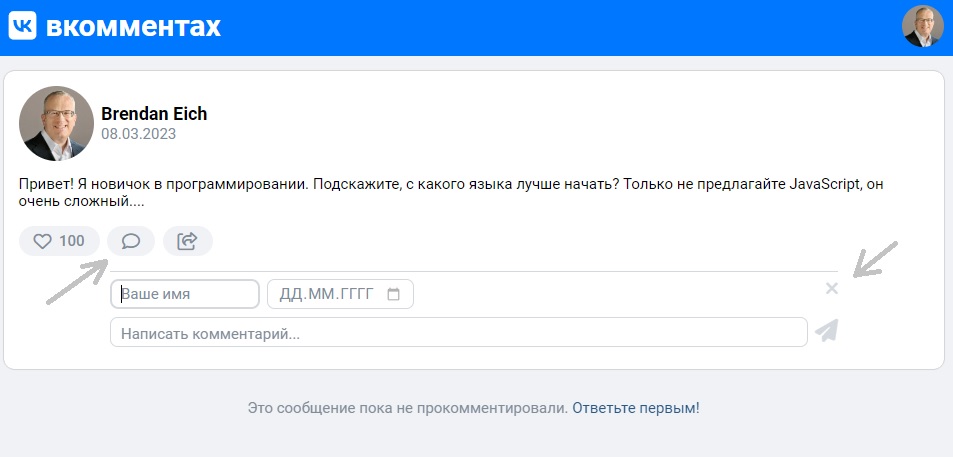 вкомментах
Brendan Eich
08.03.2023
Привет! Я новичок в программировании. Подскажите, с какого языка лучше начать? Только не предлагайте JavaScript, он
очень сложный....
100
Ваше имя
ДД.ММ.ГГГГ
Написать комментарий...
Это сообщение пока не прокомментировали. Ответьте первым!